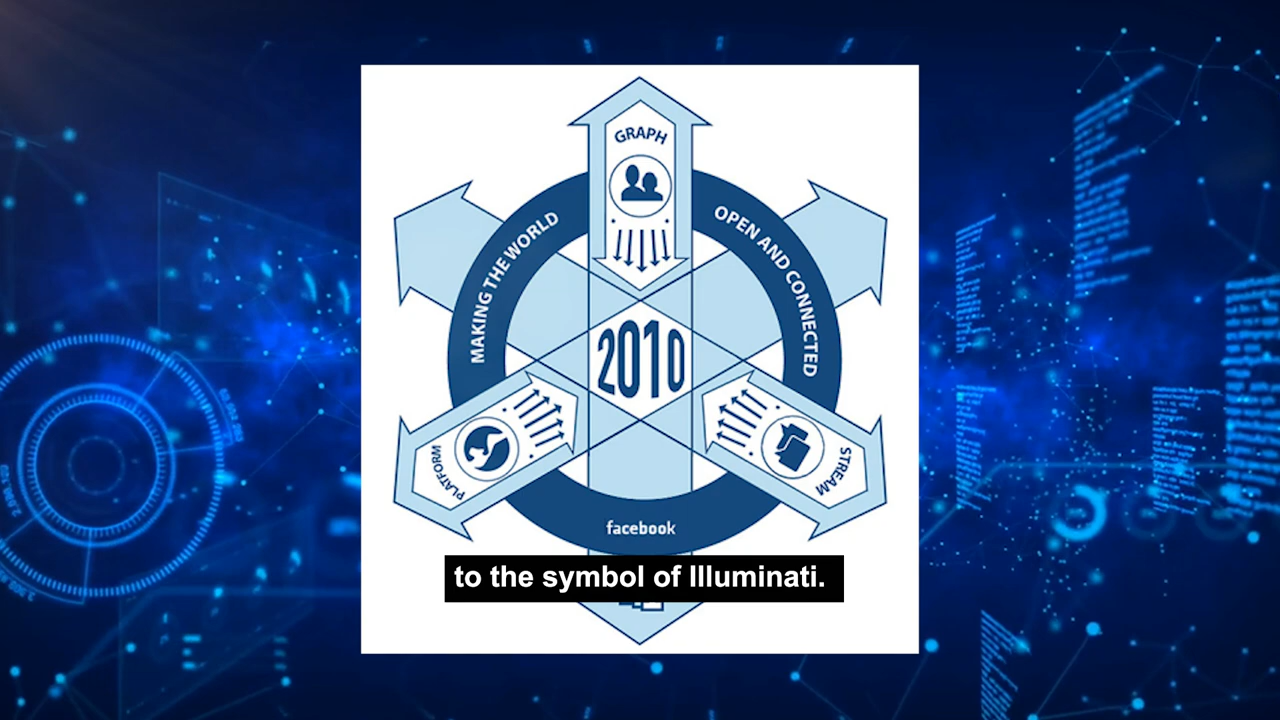 GRAPH
MAKING THE WORLD
OPEN AND CONNECTED
2010
PLATFORM
STREAM
facebook
to the symbol of Illuminati.